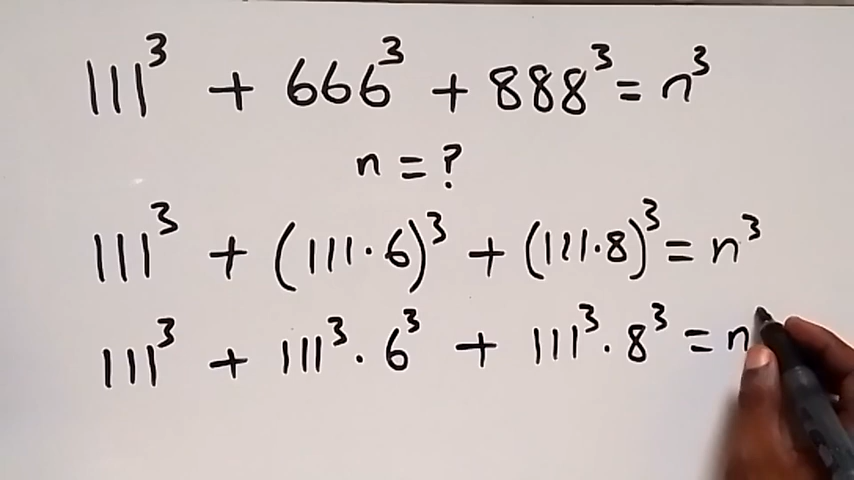 111³ + 666³ + 888³ = n³
n = ?
111³ + (111·6)³ + (111·8)³ = n³
111³ + 111³·6³ + 111³·8³ = n